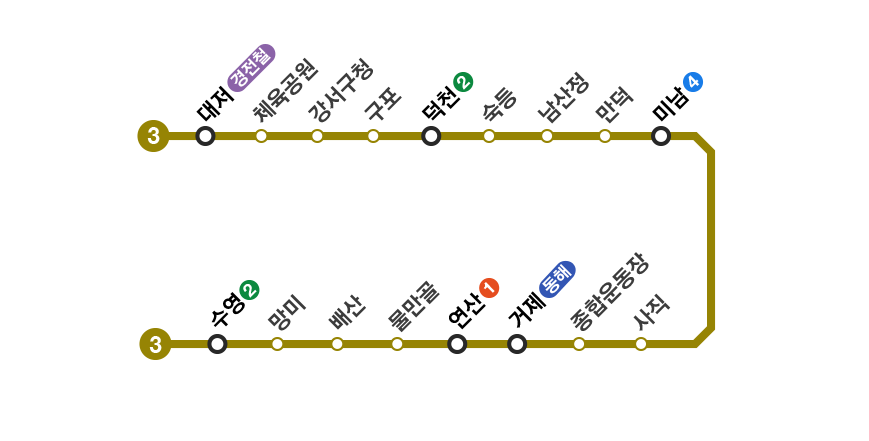 3
대저 경전철
체육공원
강서구청
구포
덕천 2
숙등
남산정
만덕
미남 4
3
수영 2
망미
배산
물만골
연산 1
거제 동해
종합운동장
사직